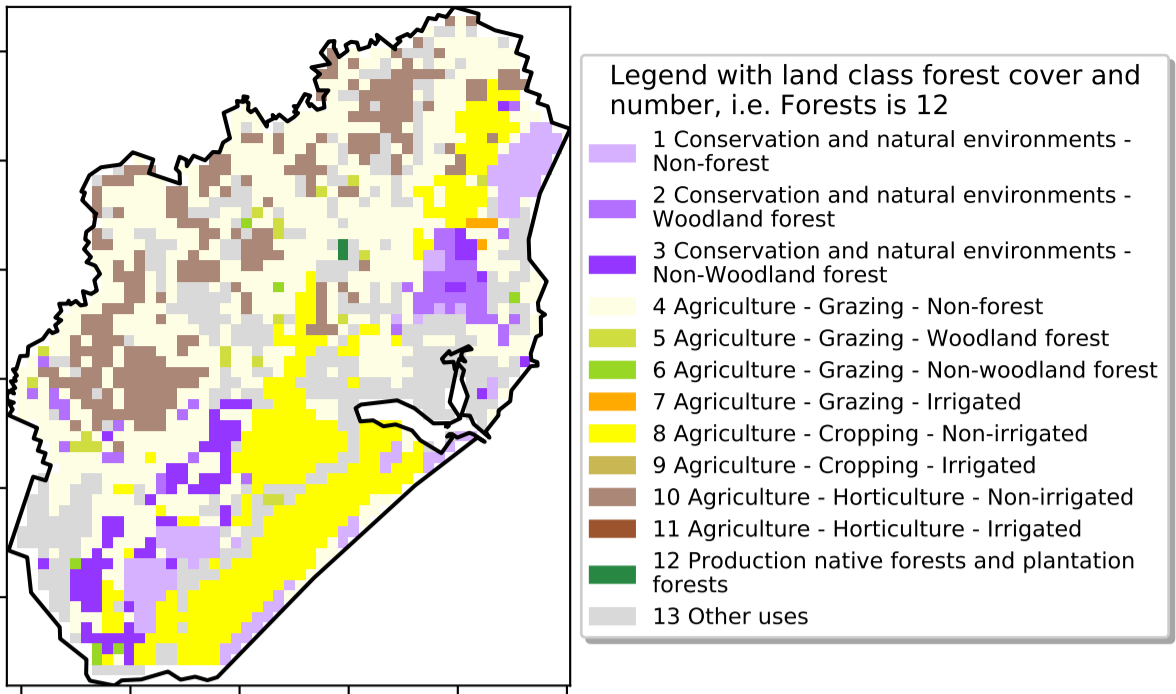 Legend with land class forest cover and
number, i.e. Forests is 12
1 Conservation and natural environments -
Non-forest
2 Conservation and natural environments -
Woodland forest
3 Conservation and natural environments -
Non-Woodland forest
4 Agriculture - Grazing - Non-forest
5 Agriculture - Grazing - Woodland forest
6 Agriculture - Grazing - Non-woodland forest
7 Agriculture - Grazing - Irrigated
8 Agriculture - Cropping - Non-irrigated
9 Agriculture - Cropping - Irrigated
10 Agriculture - Horticulture - Non-irrigated
11 Agriculture - Horticulture - Irrigated
12 Production native forests and plantation
forests
13 Other uses